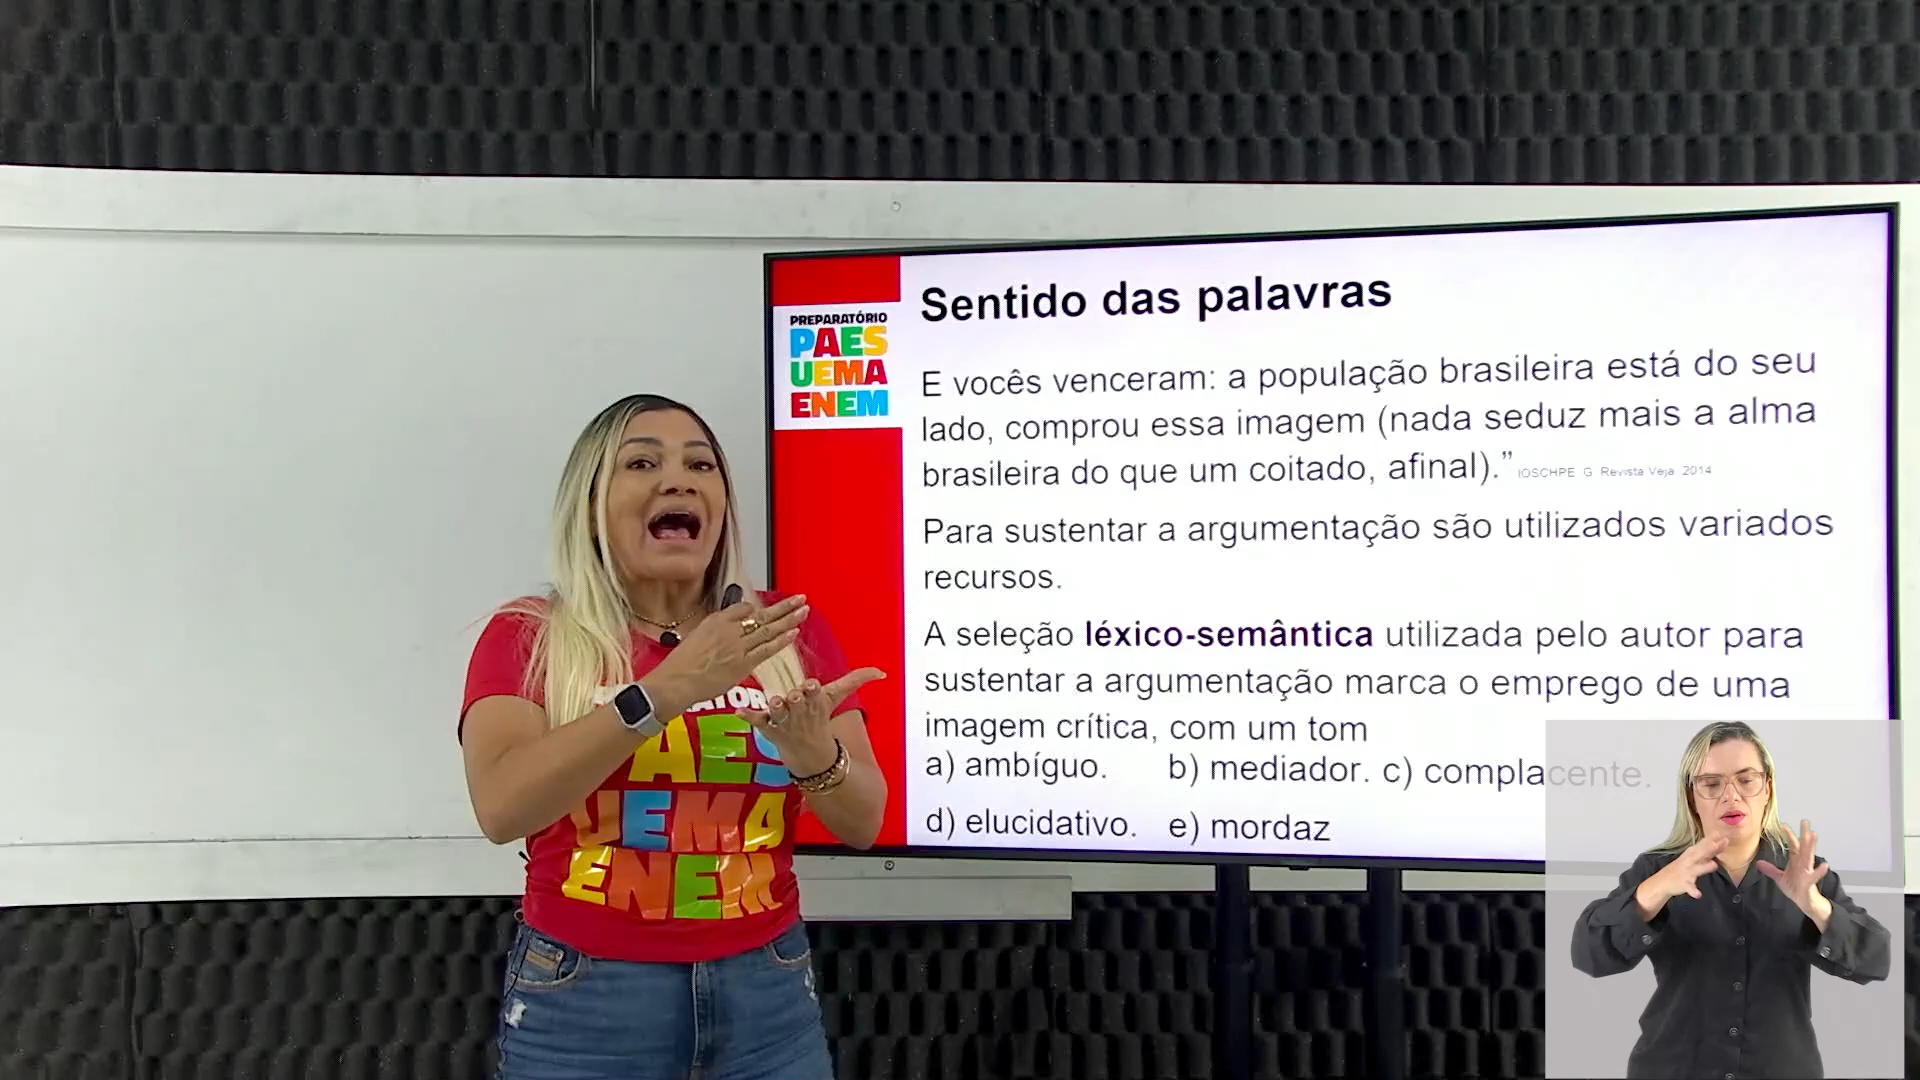 Sentido das palavras
PREPARATÓRIO
PAES
UEMA
ENEM
E vocês venceram: a população brasileira está do seu
lado, comprou essa imagem (nada seduz mais a alma
brasileira do que um coitado, afinal).” IOSCHPE G Revista Veja 2014
Para sustentar a argumentação são utilizados variados
recursos.
A seleção léxico-semântica utilizada pelo autor para
sustentar a argumentação marca o emprego de uma
imagem crítica, com um tom
a) ambíguo. b) mediador. c) complacente.
d) elucidativo. e) mordaz
PAES
UEMA
ENEM